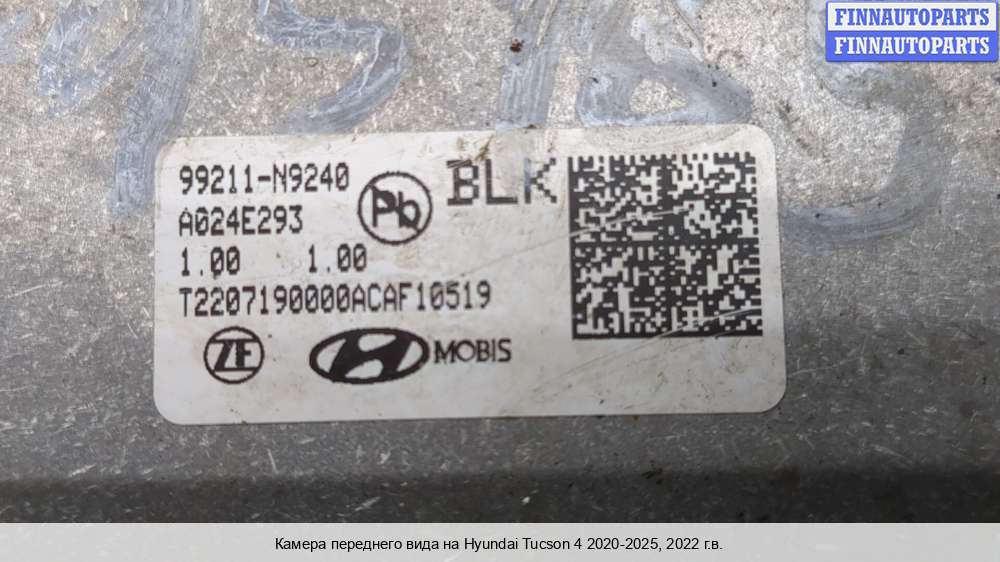 FINNAUTOPARTS
FINNAUTOPARTS
99211-N9240
Pb
BLK
A024E293
1.00 1.00
T2207190000ACAF10519
ZF
MOBIS
Камера переднего вида на Hyundai Tucson 4 2020-2025, 2022 г.в.